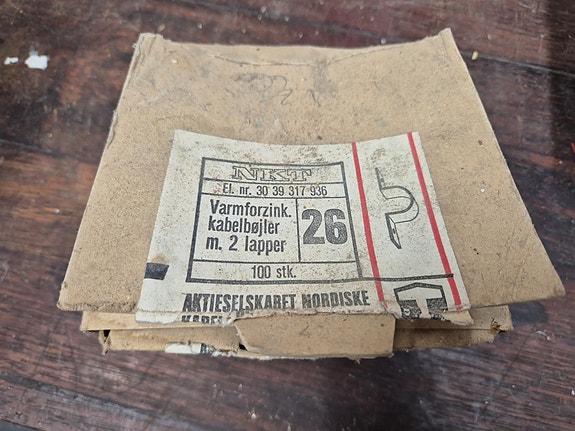 NKT
El. nr. 30 39 317 936
Varmforzink.
kabelbøjler
m. 2 lapper
26
100 stk.
AKTIESELSKABET NORDISKE